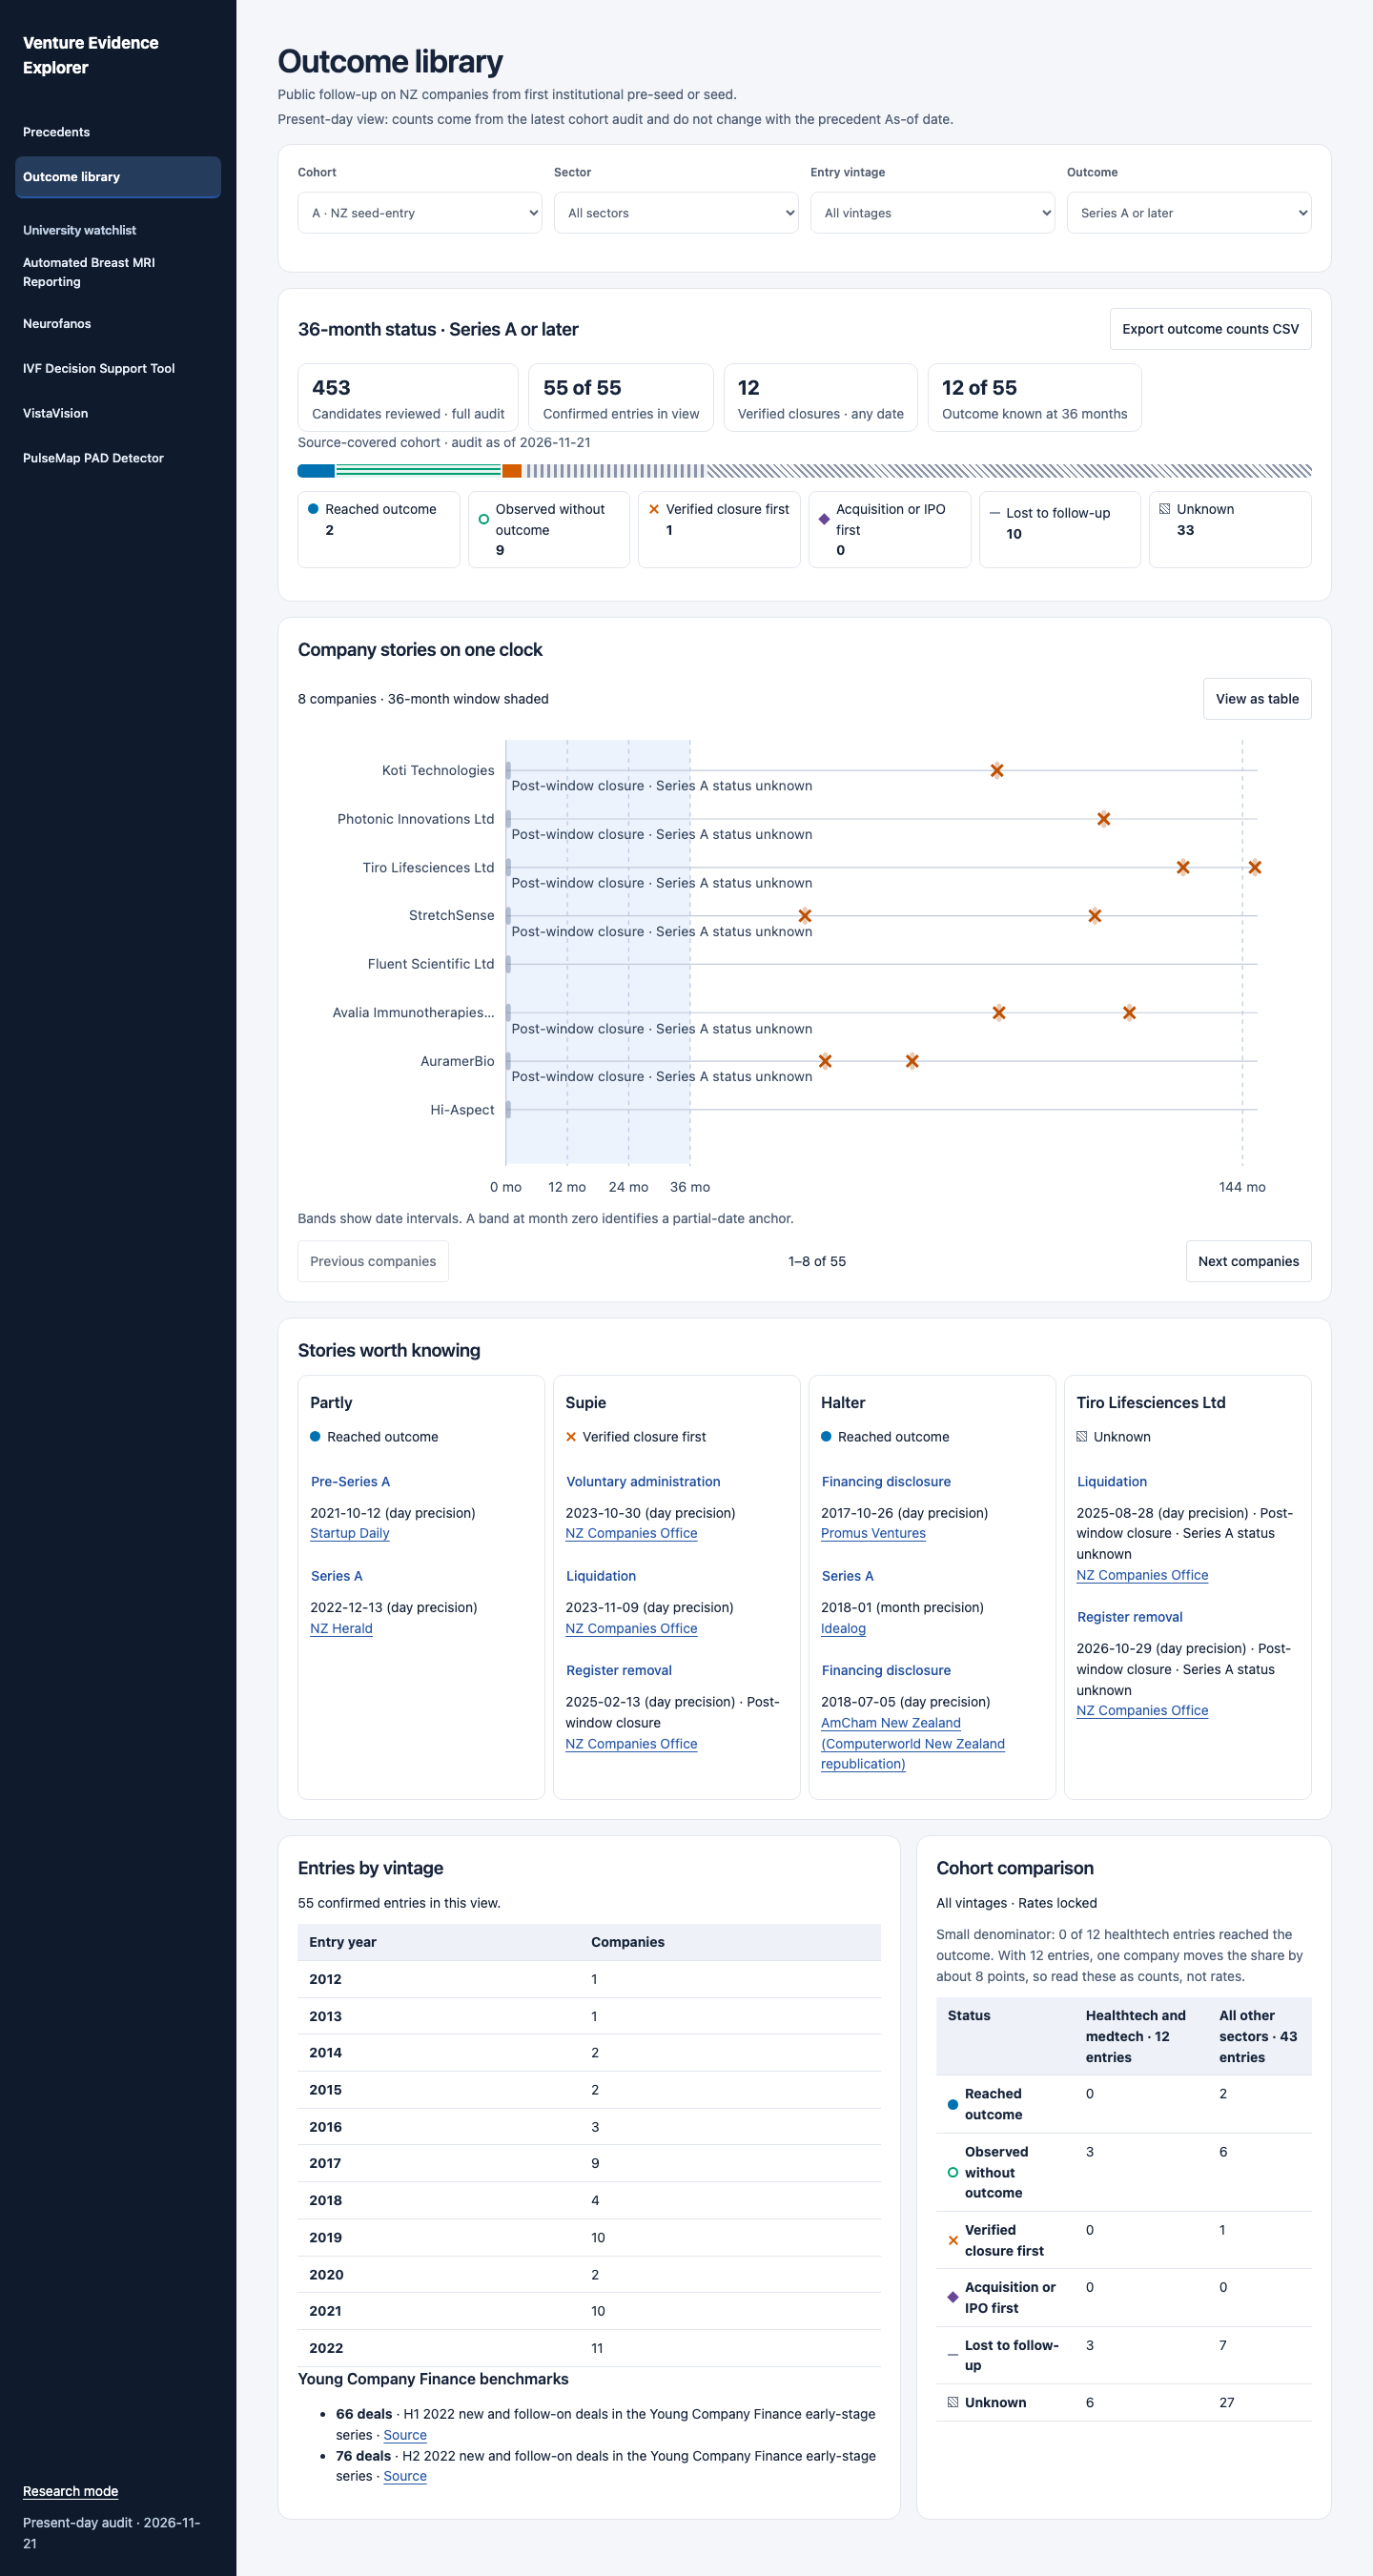 Venture Evidence
Explorer
Precedents
Outcome library
University watchlist
Automated Breast MRI
Reporting
Neurofanos
IVF Decision Support Tool
VistaVision
PulseMap PAD Detector
Research mode
Present-day audit · 2026-11-
21
Outcome library
Public follow-up on NZ companies from first institutional pre-seed or seed.
Present-day view: counts come from the latest cohort audit and do not change with the precedent As-of date.
Cohort
Sector
Entry vintage
Outcome
A · NZ seed-entry
All sectors
All vintages
Series A or later
36-month status · Series A or later
Export outcome counts CSV
453
Candidates reviewed · full audit
55 of 55
Confirmed entries in view
12
Verified closures · any date
12 of 55
Outcome known at 36 months
Source-covered cohort · audit as of 2026-11-21
Reached outcome
2
Observed without
outcome
9
Verified closure first
1
Acquisition or IPO
first
0
Lost to follow-up
10
Unknown
33
Company stories on one clock
8 companies · 36-month window shaded
View as table
Koti Technologies
Post-window closure · Series A status unknown
Photonic Innovations Ltd
Post-window closure · Series A status unknown
Tiro Lifesciences Ltd
Post-window closure · Series A status unknown
StretchSense
Post-window closure · Series A status unknown
Fluent Scientific Ltd
Avalia Immunotherapies...
Post-window closure · Series A status unknown
AuramerBio
Post-window closure · Series A status unknown
Hi-Aspect
0 mo 12 mo 24 mo 36 mo 144 mo
Bands show date intervals. A band at month zero identifies a partial-date anchor.
Previous companies
1–8 of 55
Next companies
Stories worth knowing
Partly
Reached outcome
Pre-Series A
2021-10-12 (day precision)
Startup Daily
Series A
2022-12-13 (day precision)
NZ Herald
Supie
Verified closure first
Voluntary administration
2023-10-30 (day precision)
NZ Companies Office
Liquidation
2023-11-09 (day precision)
NZ Companies Office
Register removal
2025-02-13 (day precision) · Post-
window closure
NZ Companies Office
Halter
Reached outcome
Financing disclosure
2017-10-26 (day precision)
Promus Ventures
Series A
2018-01 (month precision)
Idealog
Financing disclosure
2018-07-05 (day precision)
AmCham New Zealand
(Computerworld New Zealand
republication)
Tiro Lifesciences Ltd
Unknown
Liquidation
2025-08-28 (day precision) · Post-
window closure · Series A status
unknown
NZ Companies Office
Register removal
2026-10-29 (day precision) · Post-
window closure · Series A status
unknown
NZ Companies Office
Entries by vintage
55 confirmed entries in this view.
Entry year Companies
2012 1
2013 1
2014 2
2015 2
2016 3
2017 9
2018 4
2019 10
2020 2
2021 10
2022 11
Young Company Finance benchmarks
• 66 deals · H1 2022 new and follow-on deals in the Young Company Finance early-stage
series · Source
• 76 deals · H2 2022 new and follow-on deals in the Young Company Finance early-stage
series · Source
Cohort comparison
All vintages · Rates locked
Small denominator: 0 of 12 healthtech entries reached the
outcome. With 12 entries, one company moves the share by
about 8 points, so read these as counts, not rates.
Status
Healthtech and
medtech · 12
entries
All other
sectors · 43
entries
Reached
outcome
0 2
Observed
without
outcome
3 6
Verified
closure first
0 1
Acquisition or
IPO first
0 0
Lost to follow-
up
3 7
Unknown 6 27